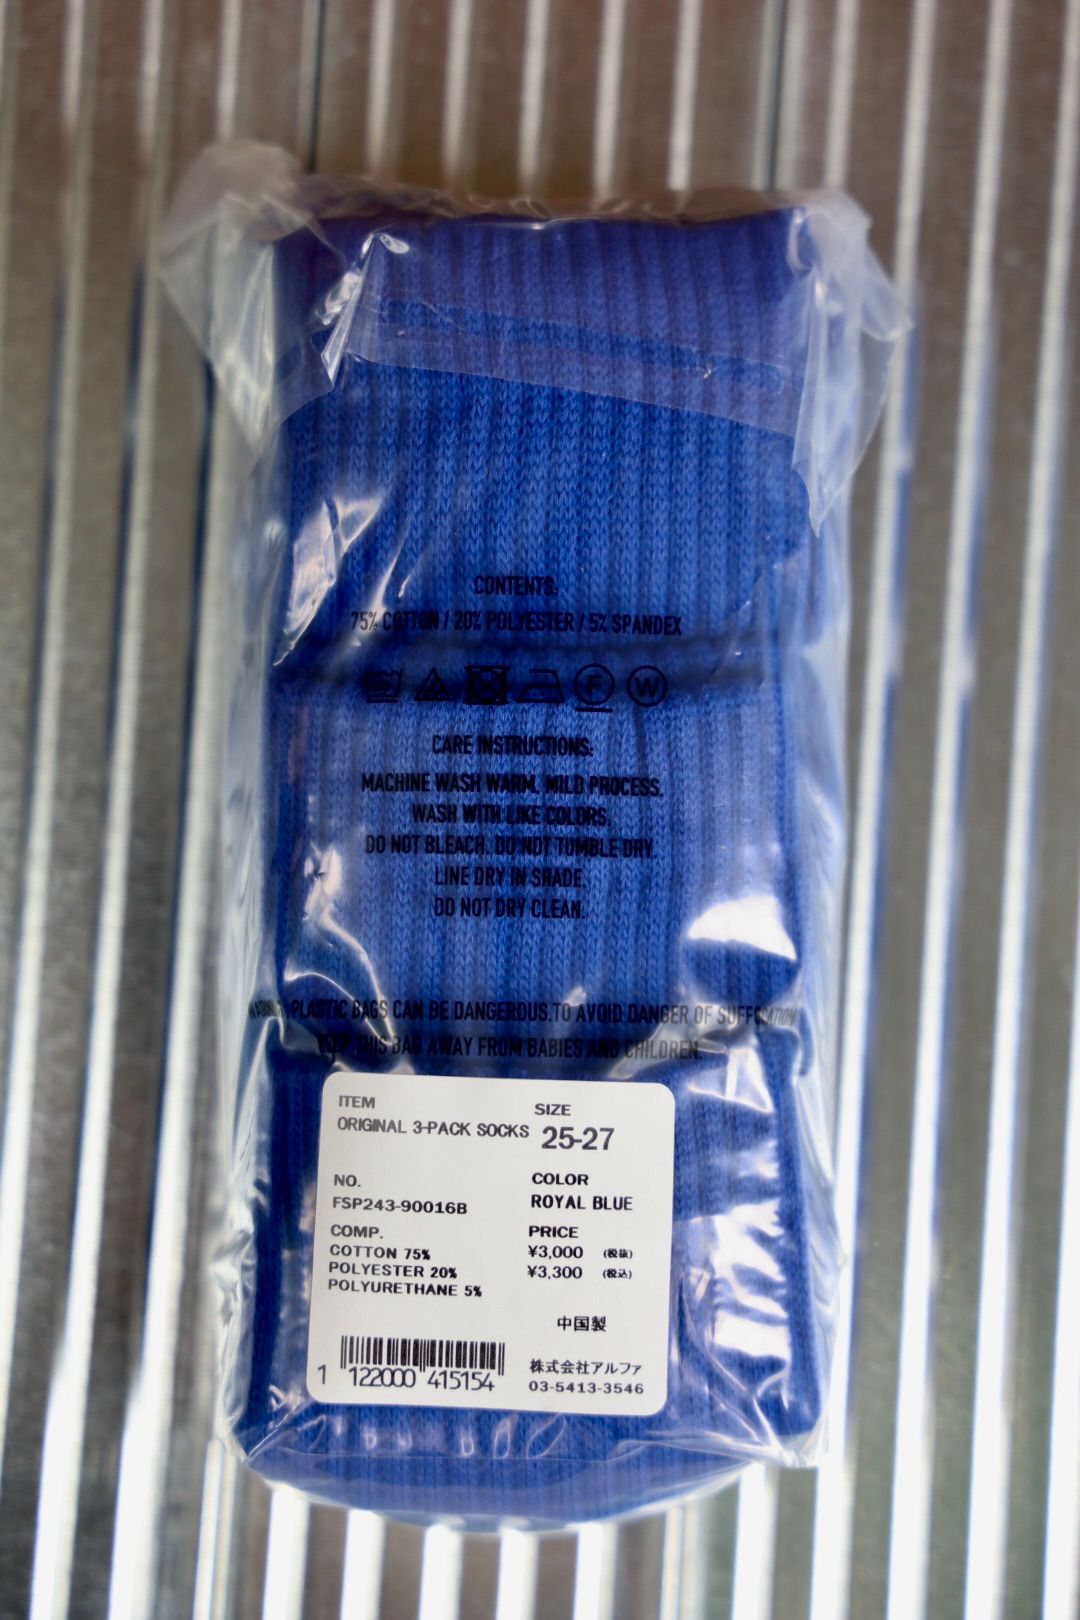 CONTENTS:
75% COTTON / 20% POLYESTER / 5% SPANDEX
F W
CARE INSTRUCTIONS:
MACHINE WASH WARM. MILD PROCESS.
WASH WITH LIKE COLORS.
DO NOT BLEACH. DO NOT TUMBLE DRY.
LINE DRY IN SHADE.
DO NOT DRY CLEAN.
PLASTIC BAGS CAN BE DANGEROUS.TO AVOID DANGER OF SUFFOCATION
KEEP THIS BAG AWAY FROM BABIES AND CHILDREN.
ITEM
ORIGINAL 3-PACK SOCKS
SIZE
25-27
NO.
FSP243-90016B
COLOR
ROYAL BLUE
COMP.
COTTON 75%
POLYESTER 20%
POLYURETHANE 5%
PRICE
¥3,000 (税抜)
¥3,300 (税込)
中国製
1 122000 415154
株式会社アルファ
03-5413-3546